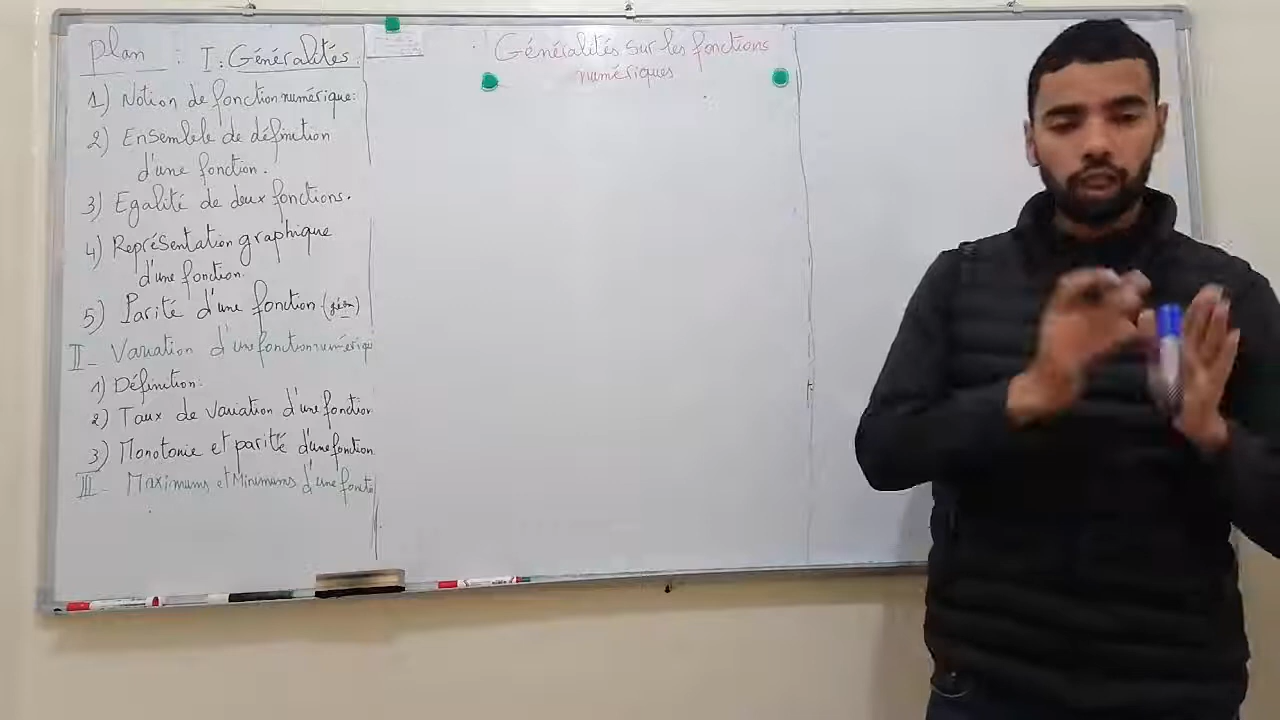 plan : I : Généralités :
1) Notion de fonction numérique :
2) Ensemble de définition
d'une fonction.
3) Egalité de deux fonctions.
4) Représentation graphique
d'une fonction.
5) Parité d'une fonction
II - Variation d'une fonction numériqu
1) Définition :
2) Taux de variation d'une fonction
3) Monotonie et parité d'une fonction
III - Maximums et Minimums d'une foncti
Généralités sur les fonctions
numériques